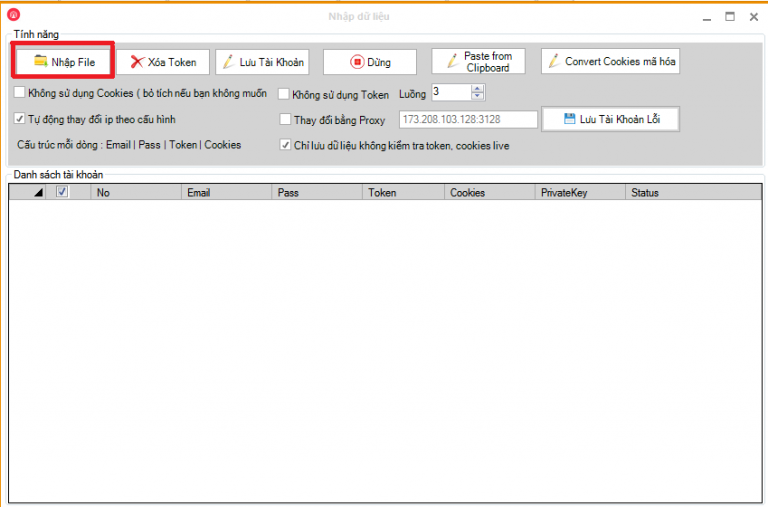 Nhập dữ liệu
Tính năng
Nhập File
Xóa Token
Lưu Tài Khoản
Dừng
Paste from Clipboard
Convert Cookies mã hóa
Không sử dụng Cookies ( bỏ tích nếu bạn không muốn
Không sử dụng Token
Luồng
3
Tự động thay đổi ip theo cấu hình
Thay đổi bằng Proxy
173.208.103.128:3128
Lưu Tài Khoản Lỗi
Cấu trúc mỗi dòng : Email | Pass | Token | Cookies
Chỉ lưu dữ liệu không kiểm tra token, cookies live
Danh sách tài khoản
No Email Pass Token Cookies PrivateKey Status